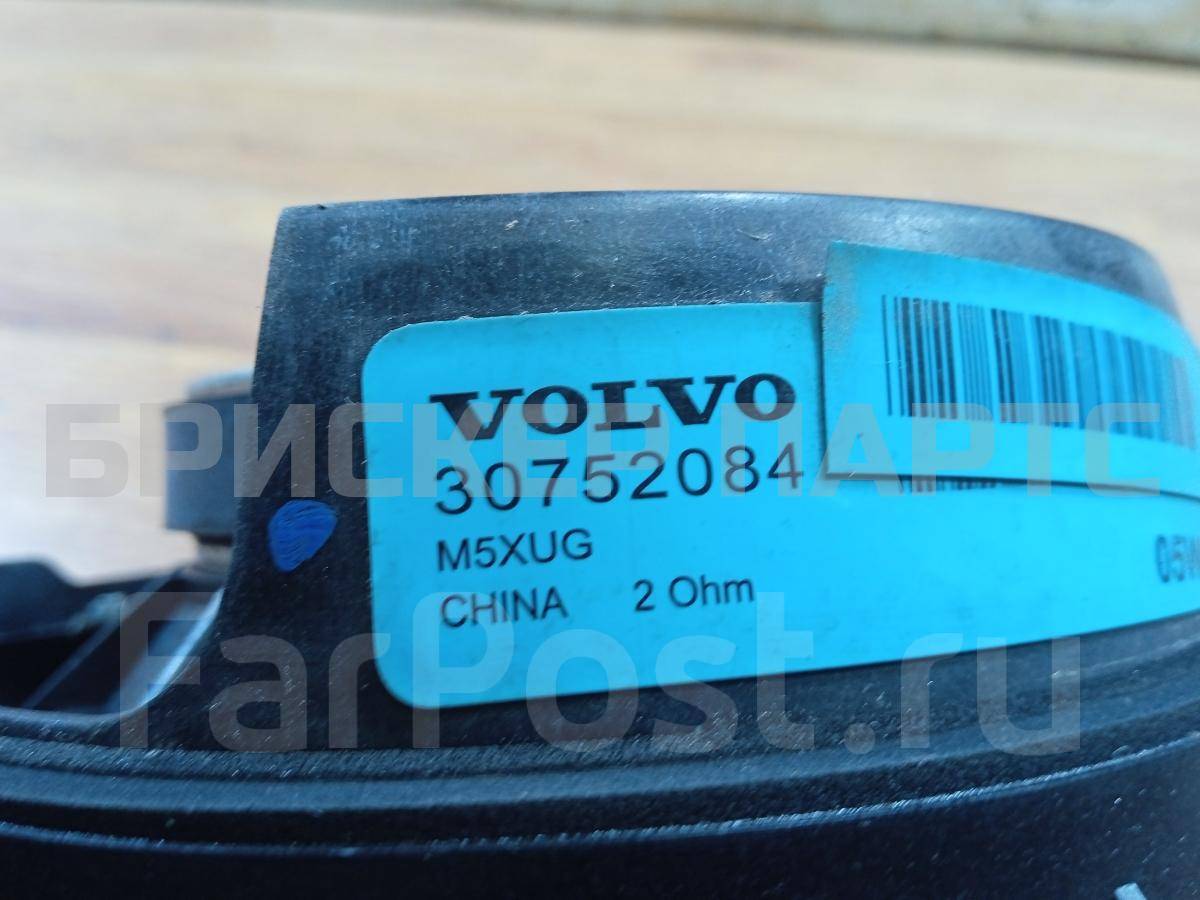 VOLVO
30752084
M5XUG
CHINA 2 Ohm
БРИСКЕР ПАРТС
FarPost.ru